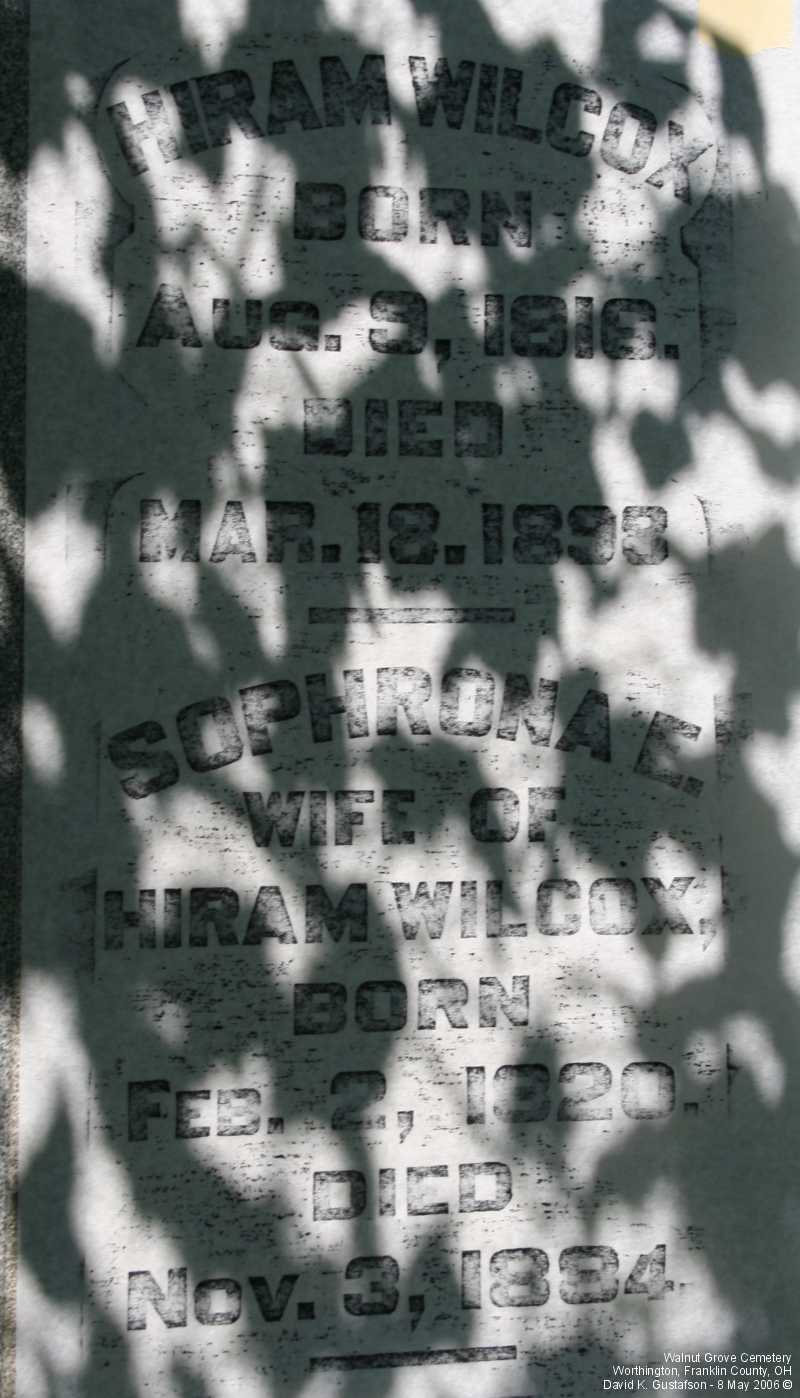 HIRAM WILCOX
BORN
AUG. 9, 1816.
DIED
MAR. 18. 1893
SOPHRONA E.
WIFE OF
HIRAM WILCOX,
BORN
FEB. 2, 1820.
DIED
NOV. 3, 1884.
Walnut Grove Cemetery
Worthington, Franklin County, OH
David K. Gustafson - 8 May 2006 ©